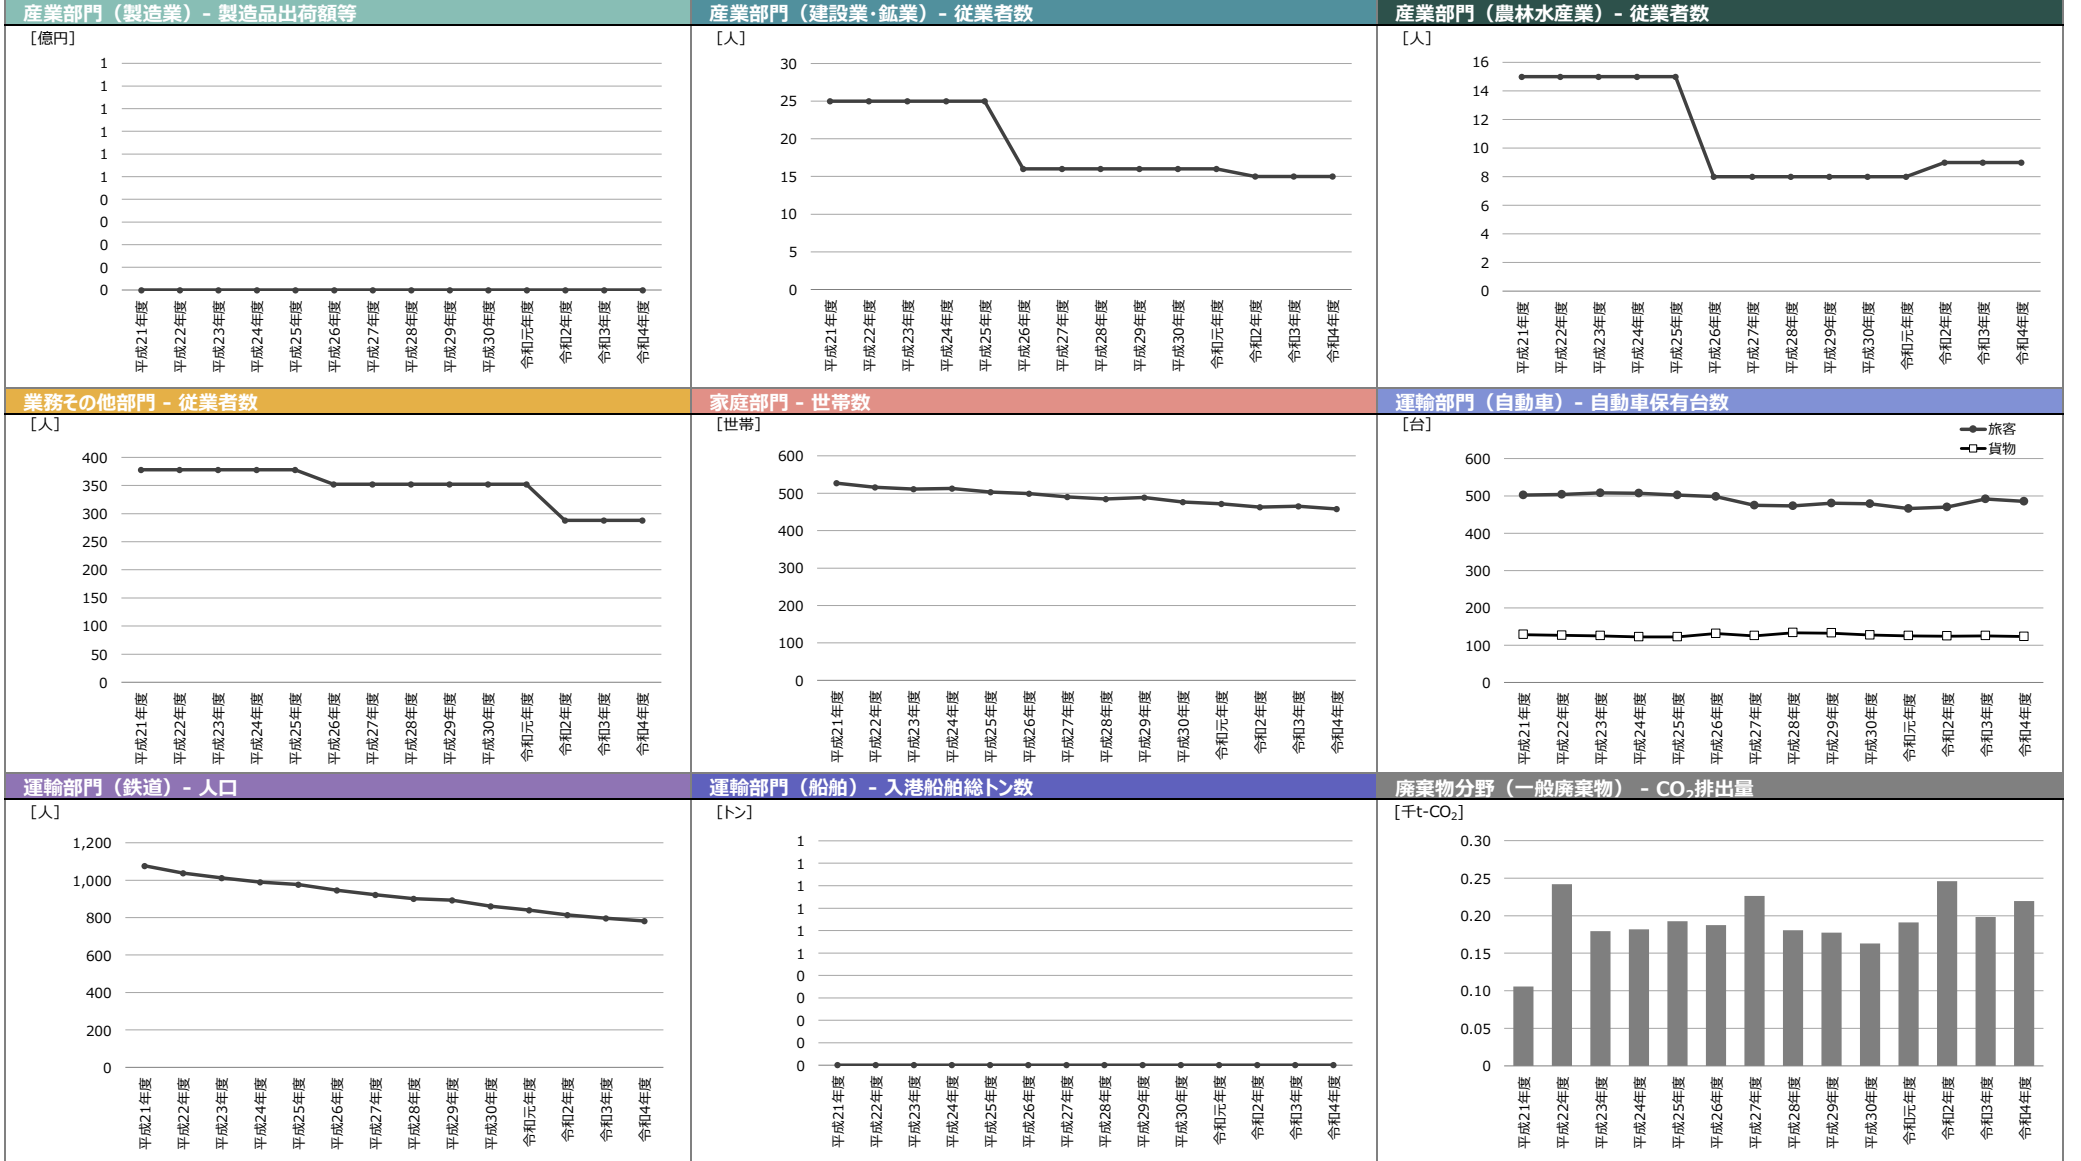 産業部門（製造業）- 製造品出荷額等
[億円]
1
1
1
1
1
1
0
0
0
0
0
平成21年度 平成22年度 平成23年度 平成24年度 平成25年度 平成26年度 平成27年度 平成28年度 平成29年度 平成30年度 令和元年度 令和2年度 令和3年度 令和4年度
産業部門（建設業･鉱業）- 従業者数
[人]
30
25
20
15
10
5
0
平成21年度 平成22年度 平成23年度 平成24年度 平成25年度 平成26年度 平成27年度 平成28年度 平成29年度 平成30年度 令和元年度 令和2年度 令和3年度 令和4年度
産業部門（農林水産業）- 従業者数
[人]
16
14
12
10
8
6
4
2
0
平成21年度 平成22年度 平成23年度 平成24年度 平成25年度 平成26年度 平成27年度 平成28年度 平成29年度 平成30年度 令和元年度 令和2年度 令和3年度 令和4年度
業務その他部門 - 従業者数
[人]
400
350
300
250
200
150
100
50
0
平成21年度 平成22年度 平成23年度 平成24年度 平成25年度 平成26年度 平成27年度 平成28年度 平成29年度 平成30年度 令和元年度 令和2年度 令和3年度 令和4年度
家庭部門 - 世帯数
[世帯]
600
500
400
300
200
100
0
平成21年度 平成22年度 平成23年度 平成24年度 平成25年度 平成26年度 平成27年度 平成28年度 平成29年度 平成30年度 令和元年度 令和2年度 令和3年度 令和4年度
運輸部門（自動車）- 自動車保有台数
[台]
旅客
貨物
600
500
400
300
200
100
0
平成21年度 平成22年度 平成23年度 平成24年度 平成25年度 平成26年度 平成27年度 平成28年度 平成29年度 平成30年度 令和元年度 令和2年度 令和3年度 令和4年度
運輸部門（鉄道）- 人口
[人]
1,200
1,000
800
600
400
200
0
平成21年度 平成22年度 平成23年度 平成24年度 平成25年度 平成26年度 平成27年度 平成28年度 平成29年度 平成30年度 令和元年度 令和2年度 令和3年度 令和4年度
運輸部門（船舶）- 入港船舶総トン数
[トン]
1
1
1
1
1
1
0
0
0
0
0
平成21年度 平成22年度 平成23年度 平成24年度 平成25年度 平成26年度 平成27年度 平成28年度 平成29年度 平成30年度 令和元年度 令和2年度 令和3年度 令和4年度
廃棄物分野（一般廃棄物） - CO₂排出量
[千t-CO₂]
0.30
0.25
0.20
0.15
0.10
0.05
0
平成21年度 平成22年度 平成23年度 平成24年度 平成25年度 平成26年度 平成27年度 平成28年度 平成29年度 平成30年度 令和元年度 令和2年度 令和3年度 令和4年度